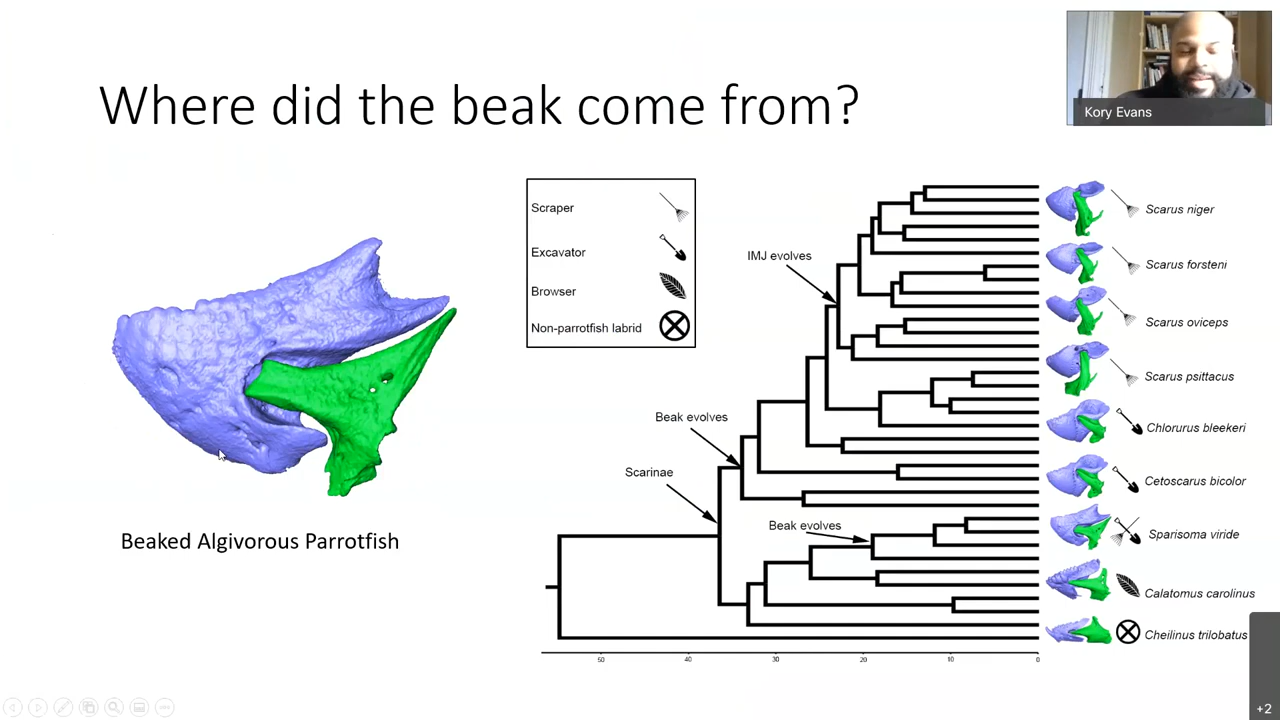 Where did the beak come from?
Kory Evans
Scraper
Excavator
Browser
Non-parrotfish labrid
IMJ evolves
Beak evolves
Scarinae
Beak evolves
Scarus niger
Scarus forsteni
Scarus oviceps
Scarus psittacus
Chlorurus bleekeri
Cetoscarus bicolor
Sparisoma viride
Calatomus carolinus
Cheilinus trilobatus
50 40 30 20 10 0
Beaked Algivorous Parrotfish
+2